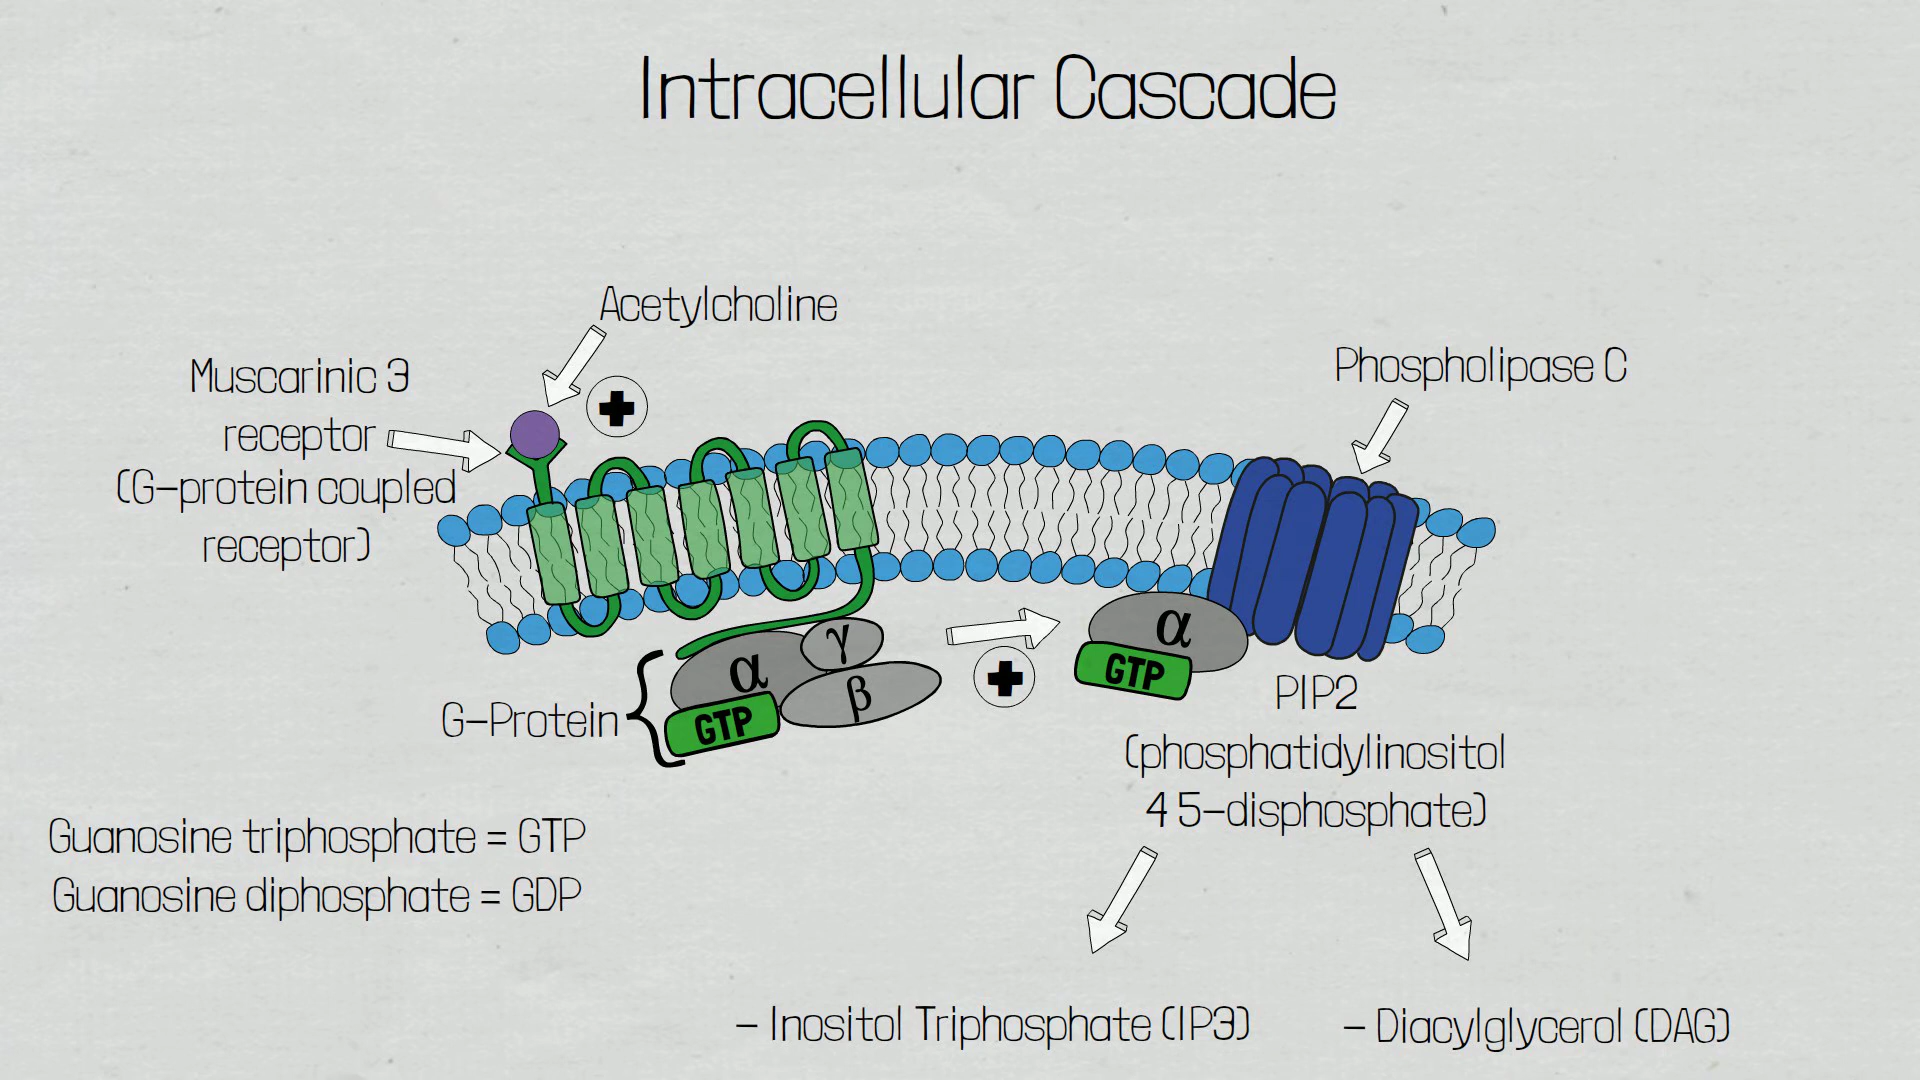 Intracellular Cascade
Acetylcholine
Muscarinic 3
receptor
(G-protein coupled
receptor)
Phospholipase C
α
γ
β
GTP
G-Protein
α
GTP
PIP2
(phosphatidylinositol
4 5-disphosphate)
Guanosine triphosphate = GTP
Guanosine diphosphate = GDP
- Inositol Triphosphate (IP3)
- Diacylglycerol (DAG)